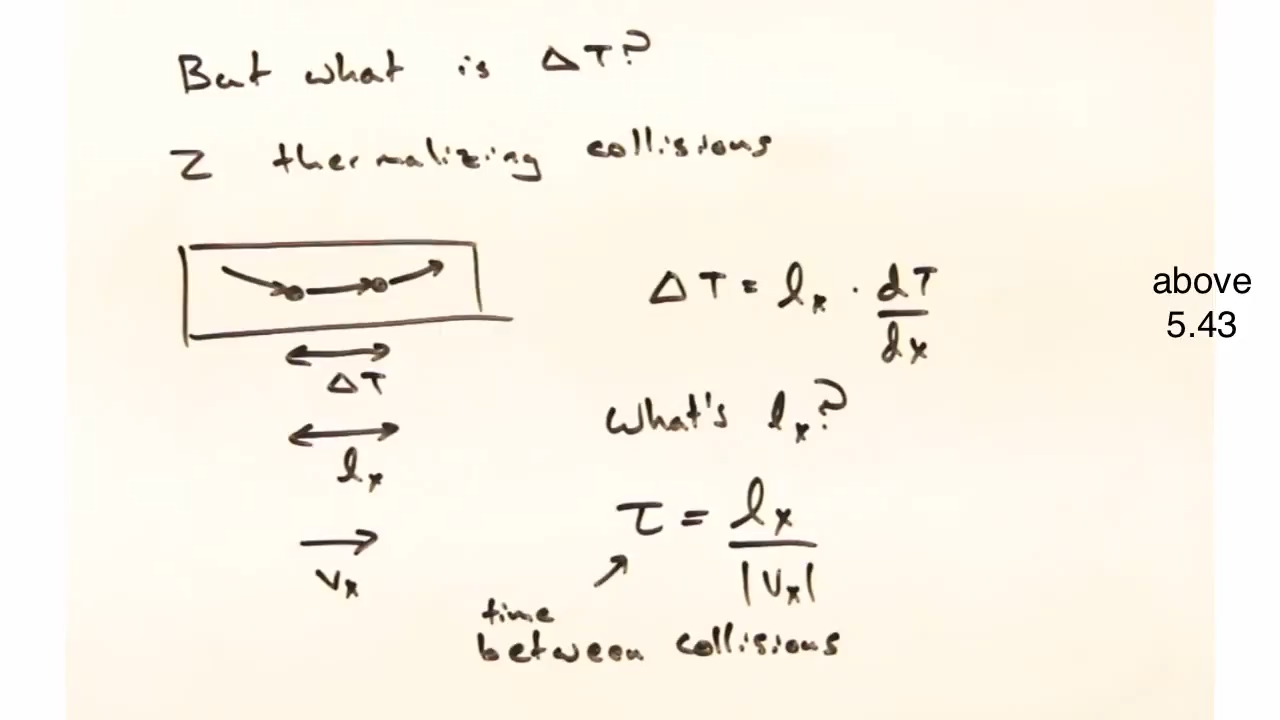 But what is ΔT?
2 thermalizing collisions
ΔT = lₓ · dT/dx
above
5.43
ΔT
What's lₓ?
lₓ
τ = lₓ/|vₓ|
vₓ
time
between collisions